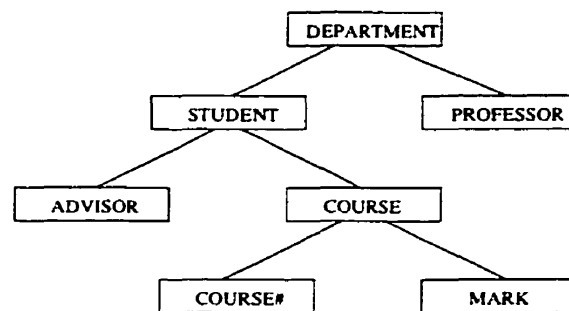 DEPARTMENT
STUDENT
PROFESSOR
ADVISOR
COURSE
COURSE#
MARK